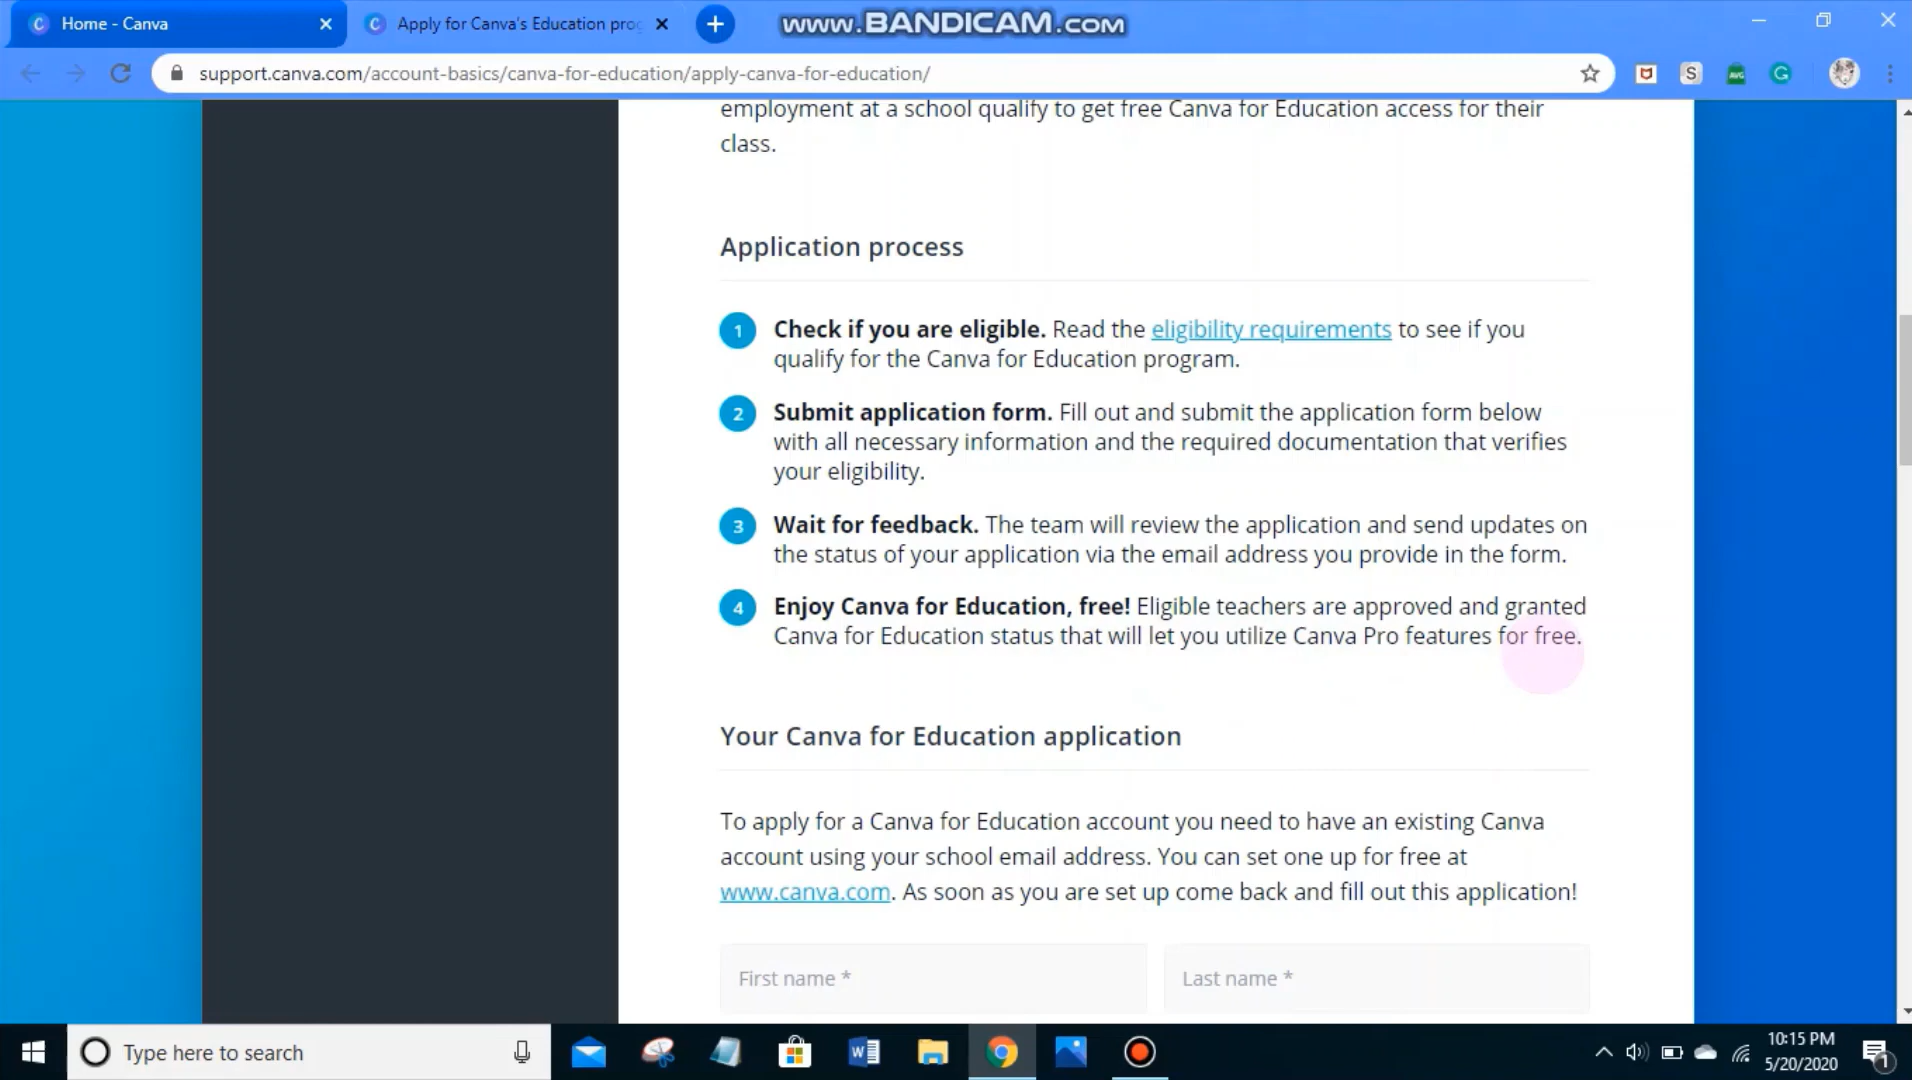 Home - Canva
Apply for Canva's Education prog
www.BANDICAM.com
support.canva.com/account-basics/canva-for-education/apply-canva-for-education/
S
AVG
employment at a school qualify to get free Canva for Education access for their
class.
Application process
1 Check if you are eligible. Read the eligibility requirements to see if you
qualify for the Canva for Education program.
2 Submit application form. Fill out and submit the application form below
with all necessary information and the required documentation that verifies
your eligibility.
3 Wait for feedback. The team will review the application and send updates on
the status of your application via the email address you provide in the form.
4 Enjoy Canva for Education, free! Eligible teachers are approved and granted
Canva for Education status that will let you utilize Canva Pro features for free.
Your Canva for Education application
To apply for a Canva for Education account you need to have an existing Canva
account using your school email address. You can set one up for free at
www.canva.com. As soon as you are set up come back and fill out this application!
First name *
Last name *
Type here to search
10:15 PM
5/20/2020
1